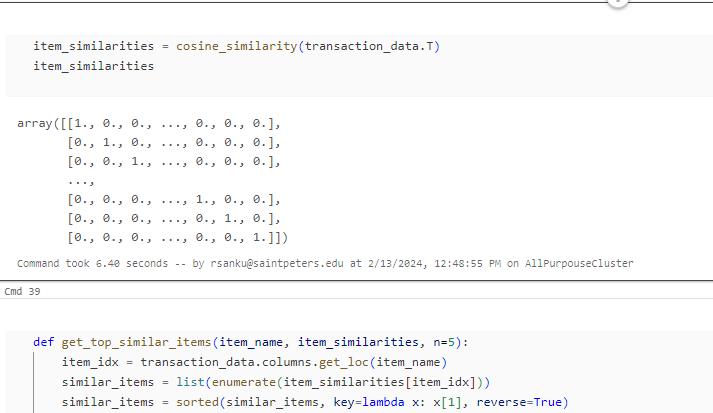 item_similarities = cosine_similarity(transaction_data.T)
item_similarities
array([[1., 0., 0., ..., 0., 0., 0.],
[0., 1., 0., ..., 0., 0., 0.],
[0., 0., 1., ..., 0., 0., 0.],
...,
[0., 0., 0., ..., 1., 0., 0.],
[0., 0., 0., ..., 0., 1., 0.],
[0., 0., 0., ..., 0., 0., 1.]])
Command took 6.40 seconds -- by rsanku@saintpeters.edu at 2/13/2024, 12:48:55 PM on AllPurpouseCluster
Cmd 39
def get_top_similar_items(item_name, item_similarities, n=5):
item_idx = transaction_data.columns.get_loc(item_name)
similar_items = list(enumerate(item_similarities[item_idx]))
similar_items = sorted(similar_items, key=lambda x: x[1], reverse=True)